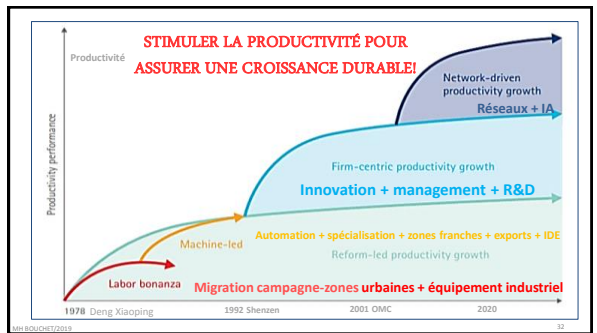 STIMULER LA PRODUCTIVITÉ POUR
ASSURER UNE CROISSANCE DURABLE!
Productivité
Productivity performance
Network-driven
productivity growth
Réseaux + IA
Firm-centric productivity growth
Innovation + management + R&D
Machine-led
Automation + spécialisation + zones franches + exports + IDE
Reform-led productivity growth
Labor bonanza
Migration campagne-zones urbaines + équipement industriel
1978 Deng Xiaoping
1992 Shenzen
2001 OMC
2020
MH BOUCHET/2019
32